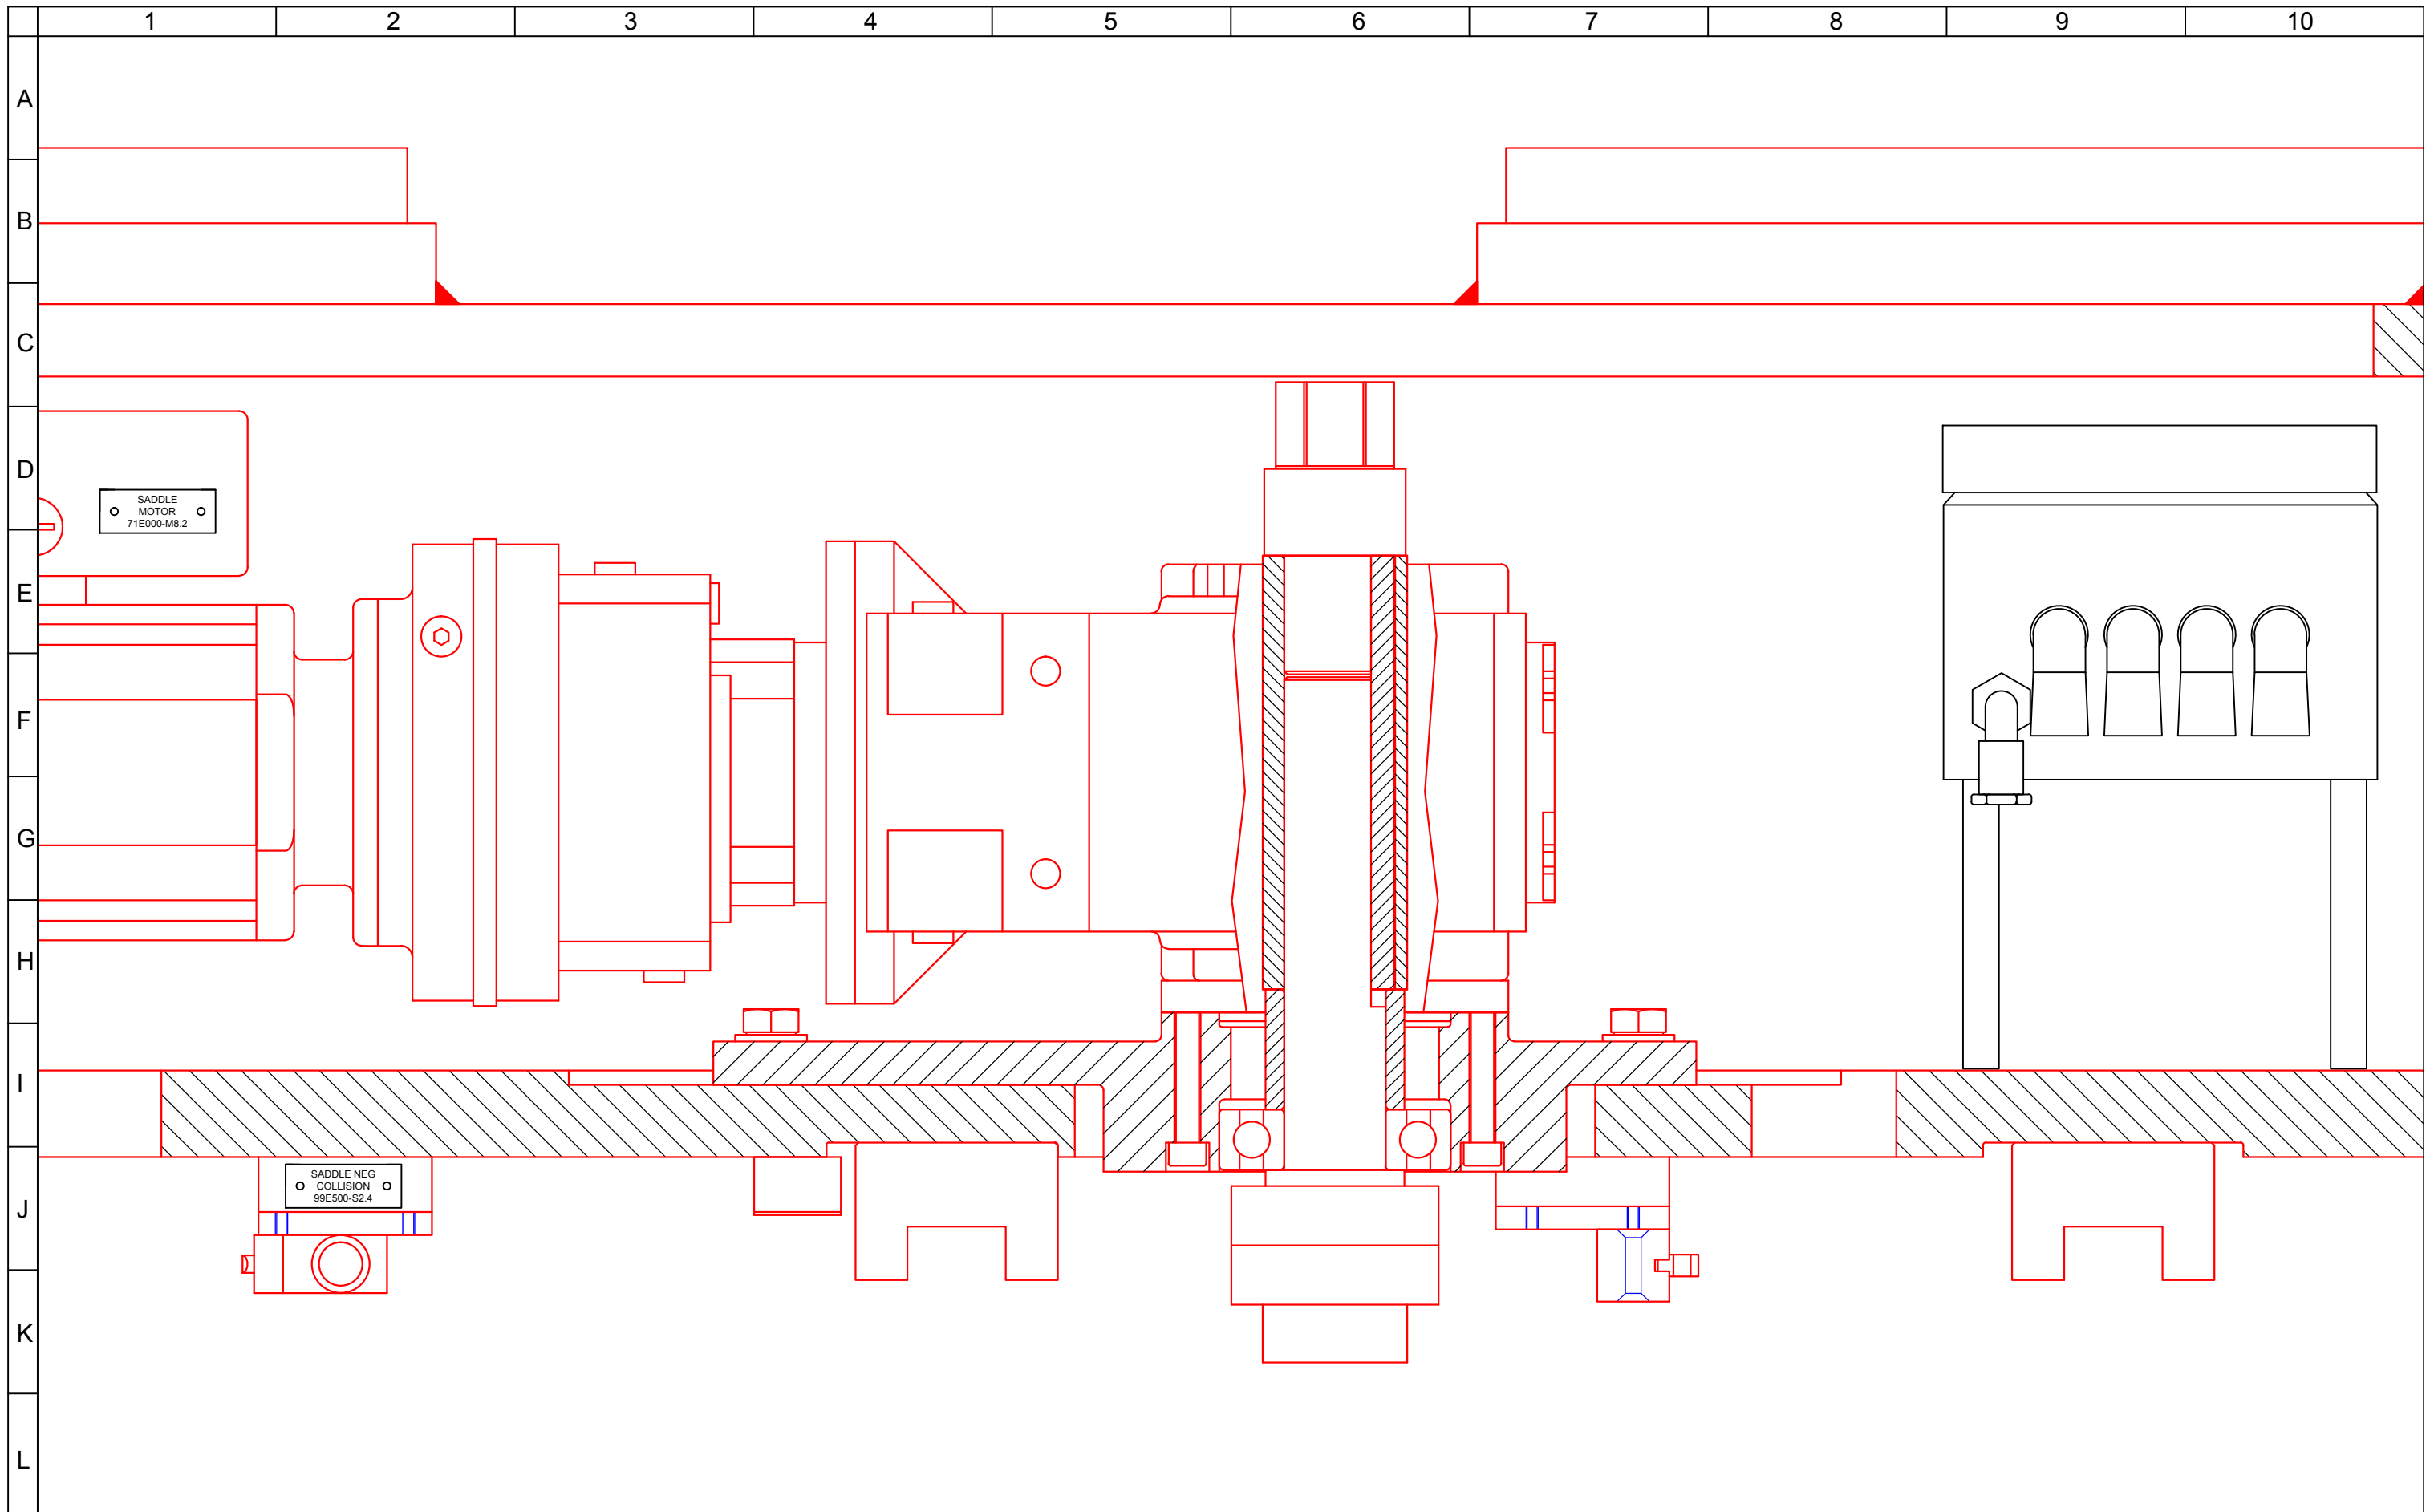 1 2 3 4 5 6 7 8 9 10
A
B
C
D
SADDLE
MOTOR
71E000-M8.2
E
F
G
H
I
SADDLE NEG
COLLISION
99E500-S2.4
J
K
L